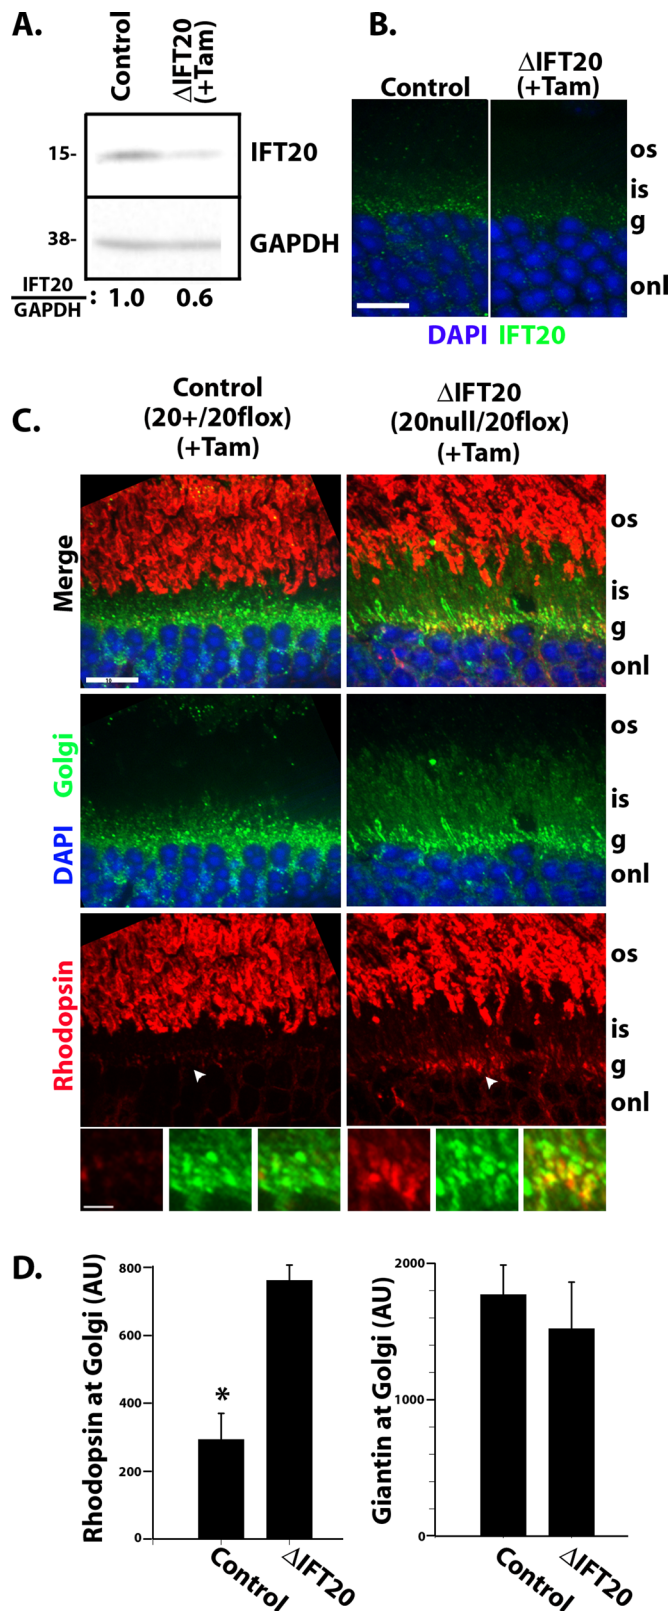 A.
Control
ΔIFT20
(+Tam)
15-
IFT20
38-
GAPDH
IFT20
GAPDH
: 1.0 0.6
B.
Control
ΔIFT20
(+Tam)
os
is
g
onl
DAPI IFT20
C.
Control
(20+/20flox)
(+Tam)
ΔIFT20
(20null/20flox)
(+Tam)
Merge
os
is
g
onl
DAPI Golgi
os
is
g
onl
Rhodopsin
os
is
g
onl
D.
Rhodopsin at Golgi (AU)
800
600
400
200
0
*
Control
ΔIFT20
Giantin at Golgi (AU)
2000
1000
0
Control
ΔIFT20